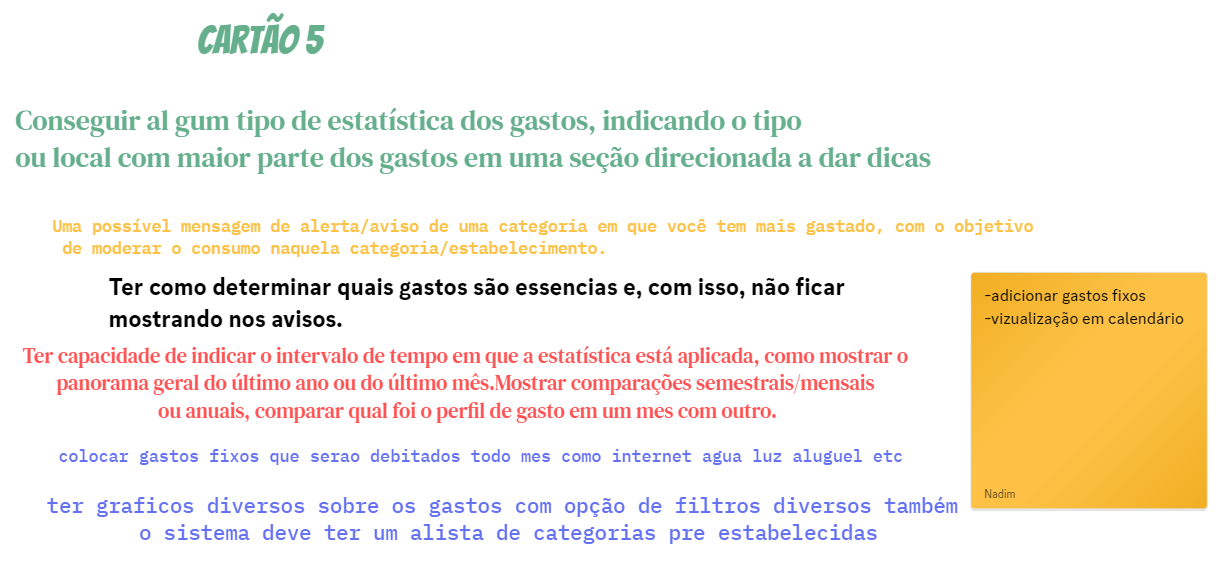 CARTÃO 5
Conseguir al gum tipo de estatística dos gastos, indicando o tipo
ou local com maior parte dos gastos em uma seção direcionada a dar dicas
Uma possível mensagem de alerta/aviso de uma categoria em que você tem mais gastado, com o objetivo
de moderar o consumo naquela categoria/estabelecimento.
Ter como determinar quais gastos são essencias e, com isso, não ficar
mostrando nos avisos.
-adicionar gastos fixos
-vizualização em calendário
Nadim
Ter capacidade de indicar o intervalo de tempo em que a estatística está aplicada, como mostrar o
panorama geral do último ano ou do último mês.Mostrar comparações semestrais/mensais
ou anuais, comparar qual foi o perfil de gasto em um mes com outro.
colocar gastos fixos que serao debitados todo mes como internet agua luz aluguel etc
ter graficos diversos sobre os gastos com opção de filtros diversos também
o sistema deve ter um alista de categorias pre estabelecidas